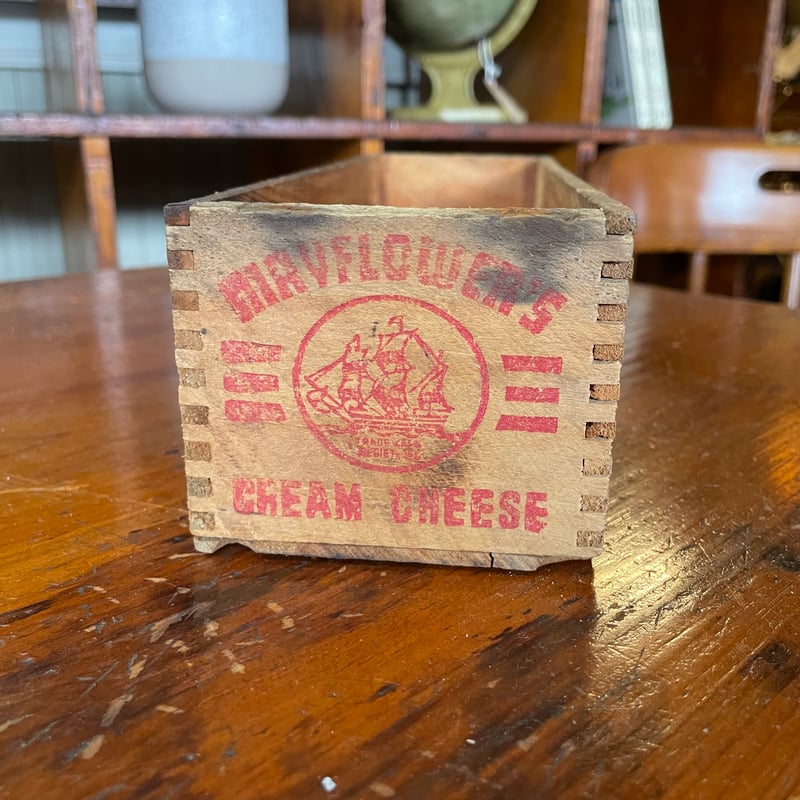 MAYFLOWER'S
TRADE MARK
REGISTERED
CREAM CHEESE